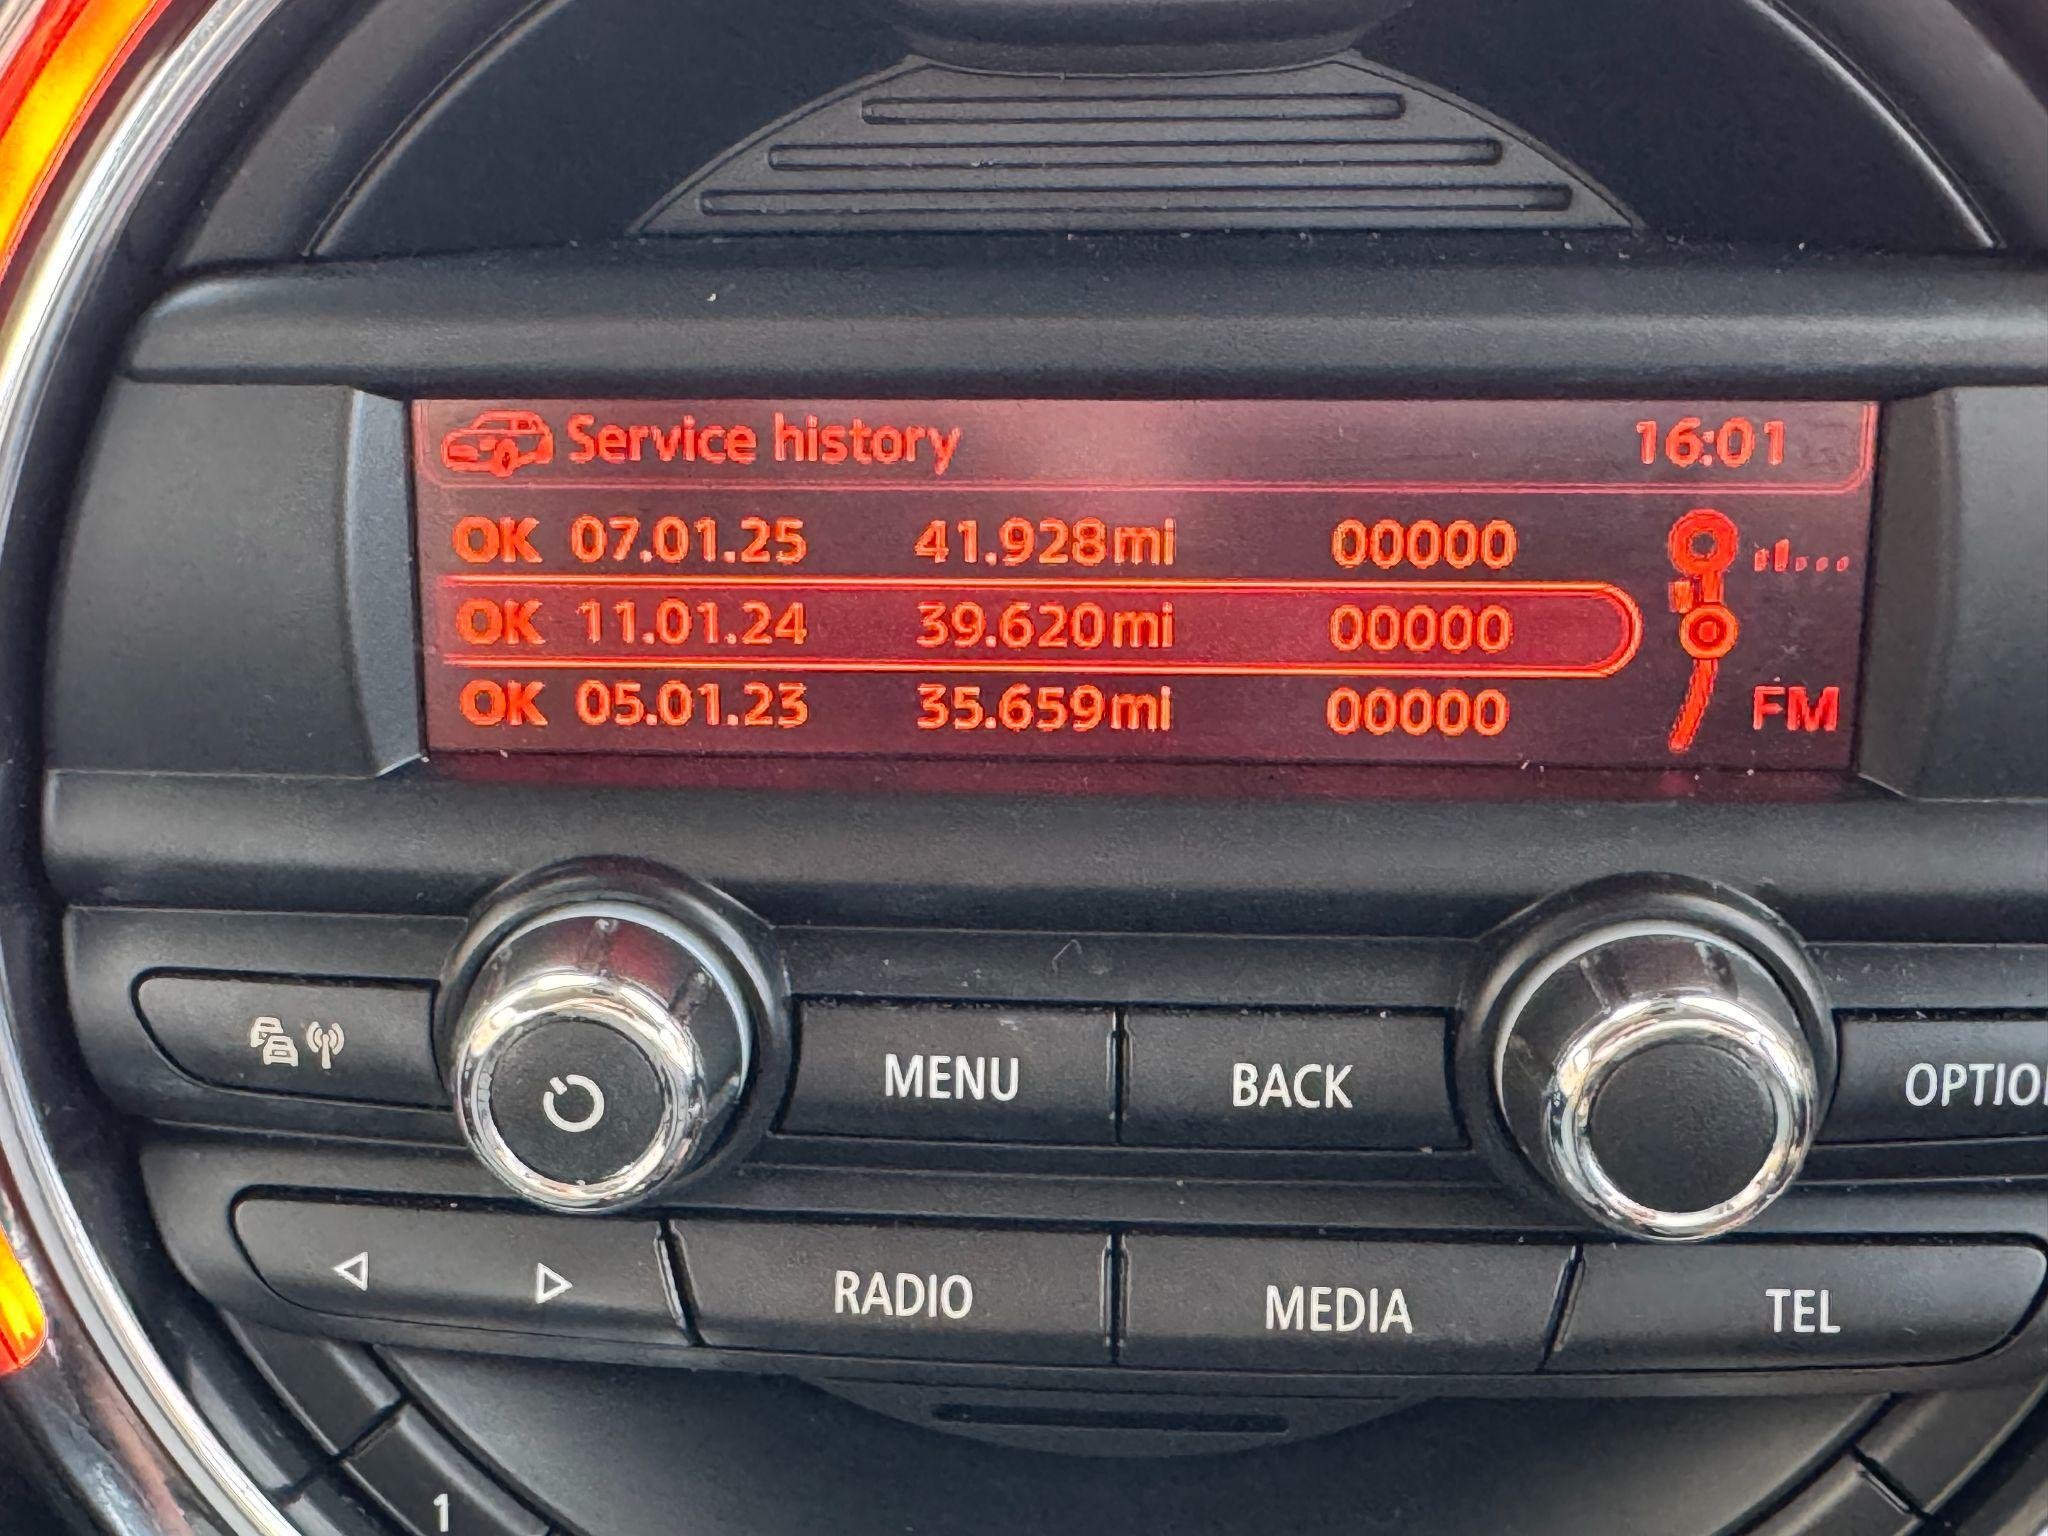 Service history 16:01
OK 07.01.25 41.928mi 00000
OK 11.01.24 39.620mi 00000
OK 05.01.23 35.659mi 00000
FM
MENU BACK
RADIO MEDIA TEL
1